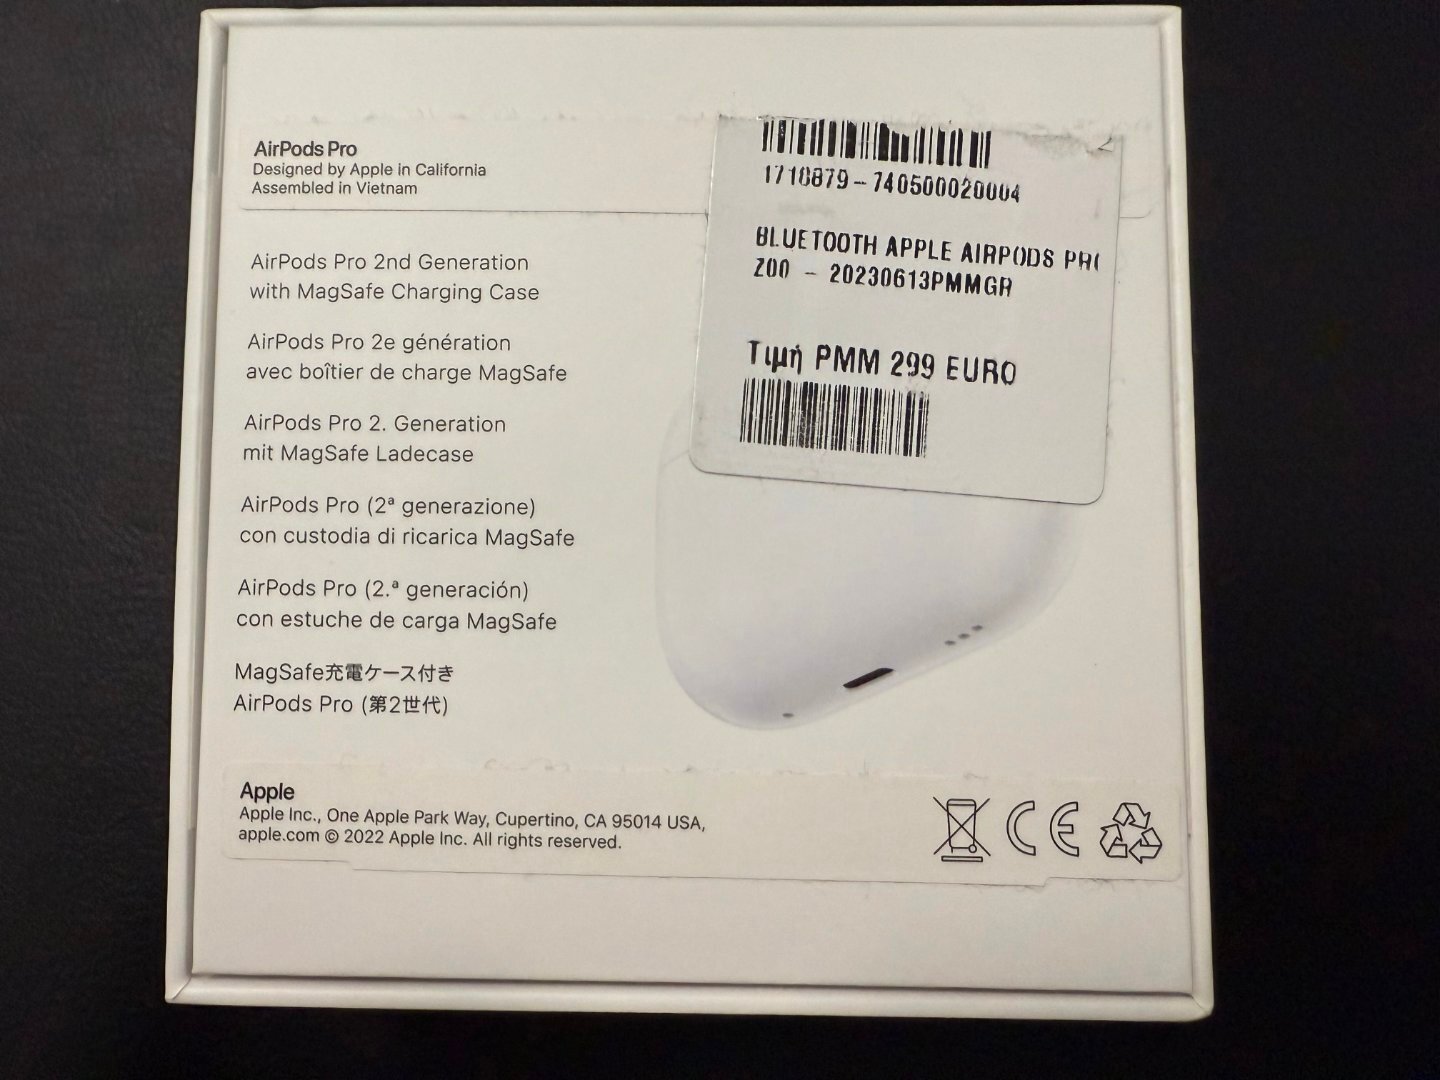 AirPods Pro
Designed by Apple in California
Assembled in Vietnam
1710879-740500020004
BLUETOOTH APPLE AIRPODS
Z00 - 20230613PMMGR
Τιμή PMM 299 EURO
AirPods Pro 2nd Generation
with MagSafe Charging Case
AirPods Pro 2e génération
avec boîtier de charge MagSafe
AirPods Pro 2. Generation
mit MagSafe Ladecase
AirPods Pro (2ª generazione)
con custodia di ricarica MagSafe
AirPods Pro (2.ª generación)
con estuche de carga MagSafe
MagSafe充電ケース付き
AirPods Pro (第2世代)
Apple
Apple Inc., One Apple Park Way, Cupertino, CA 95014 USA,
apple.com © 2022 Apple Inc. All rights reserved.
CE